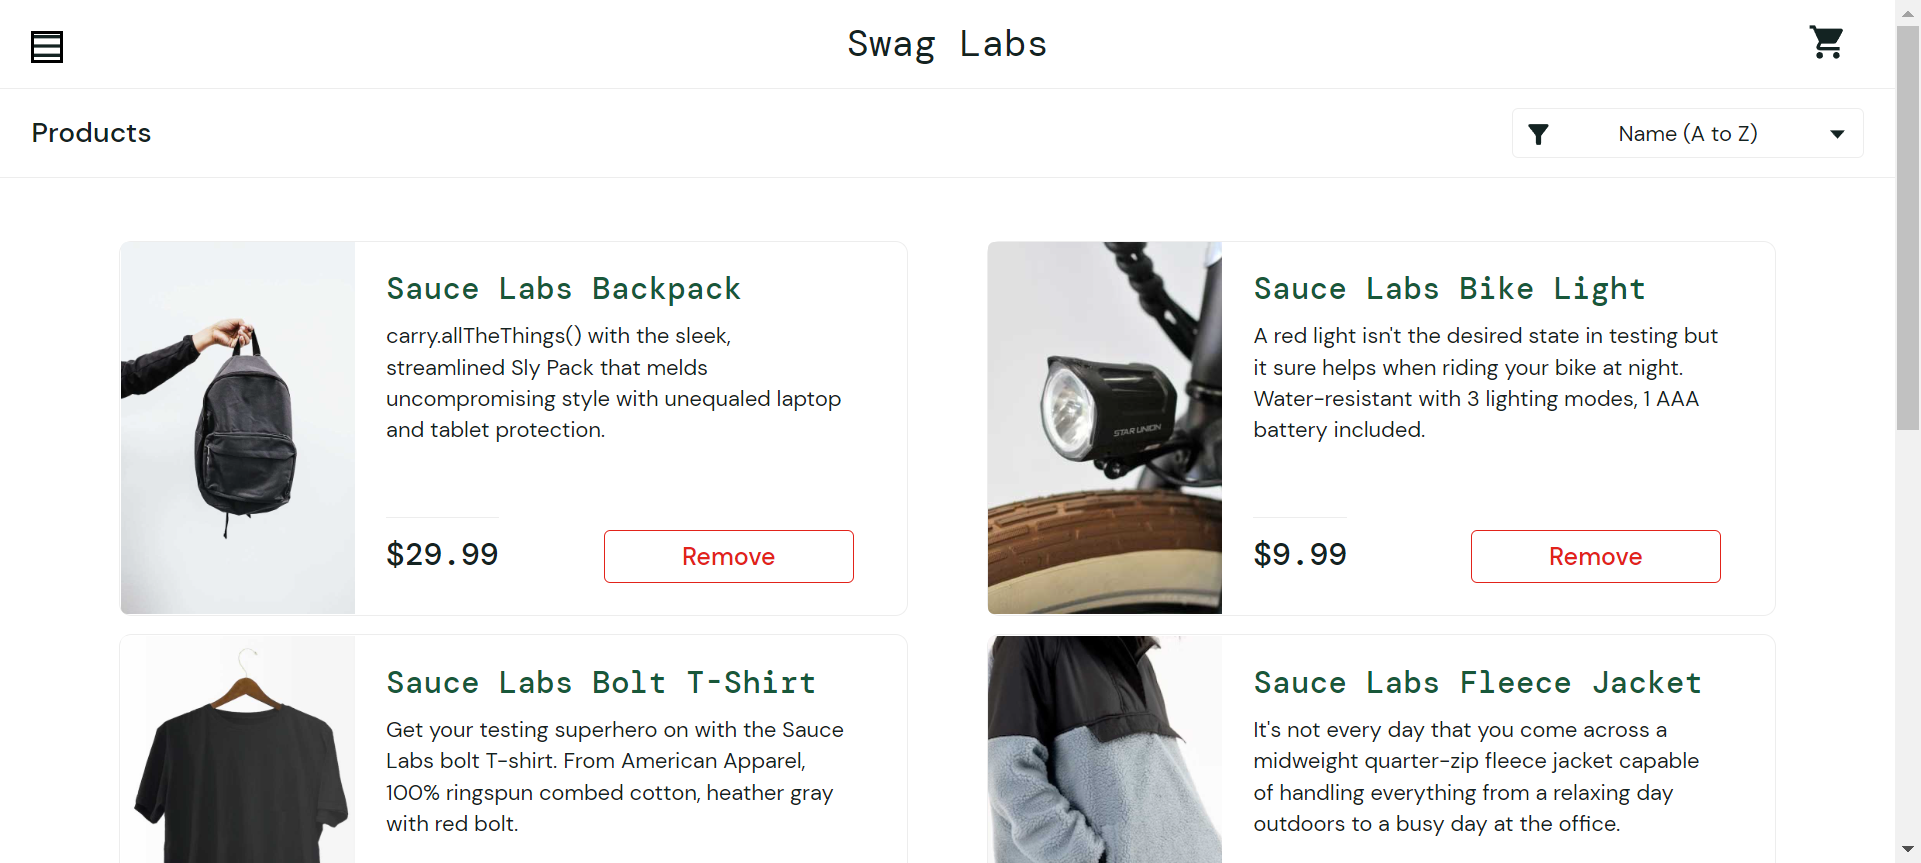 Swag Labs
Products
Name (A to Z)
Sauce Labs Backpack
carry.allTheThings() with the sleek,
streamlined Sly Pack that melds
uncompromising style with unequaled laptop
and tablet protection.
$29.99
Remove
Sauce Labs Bike Light
A red light isn't the desired state in testing but
it sure helps when riding your bike at night.
Water-resistant with 3 lighting modes, 1 AAA
battery included.
STAR UNION
$9.99
Remove
Sauce Labs Bolt T-Shirt
Get your testing superhero on with the Sauce
Labs bolt T-shirt. From American Apparel,
100% ringspun combed cotton, heather gray
with red bolt.
Sauce Labs Fleece Jacket
It's not every day that you come across a
midweight quarter-zip fleece jacket capable
of handling everything from a relaxing day
outdoors to a busy day at the office.